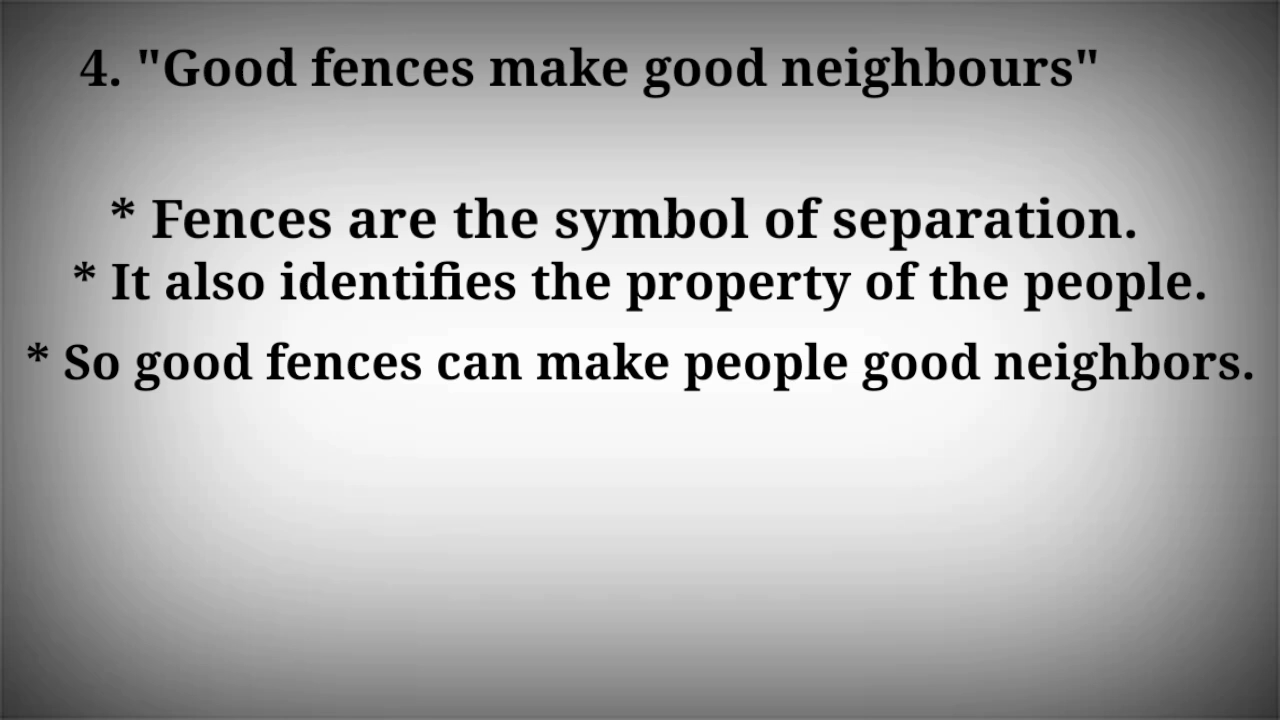 4. "Good fences make good neighbours"
* Fences are the symbol of separation.
* It also identifies the property of the people.
* So good fences can make people good neighbors.